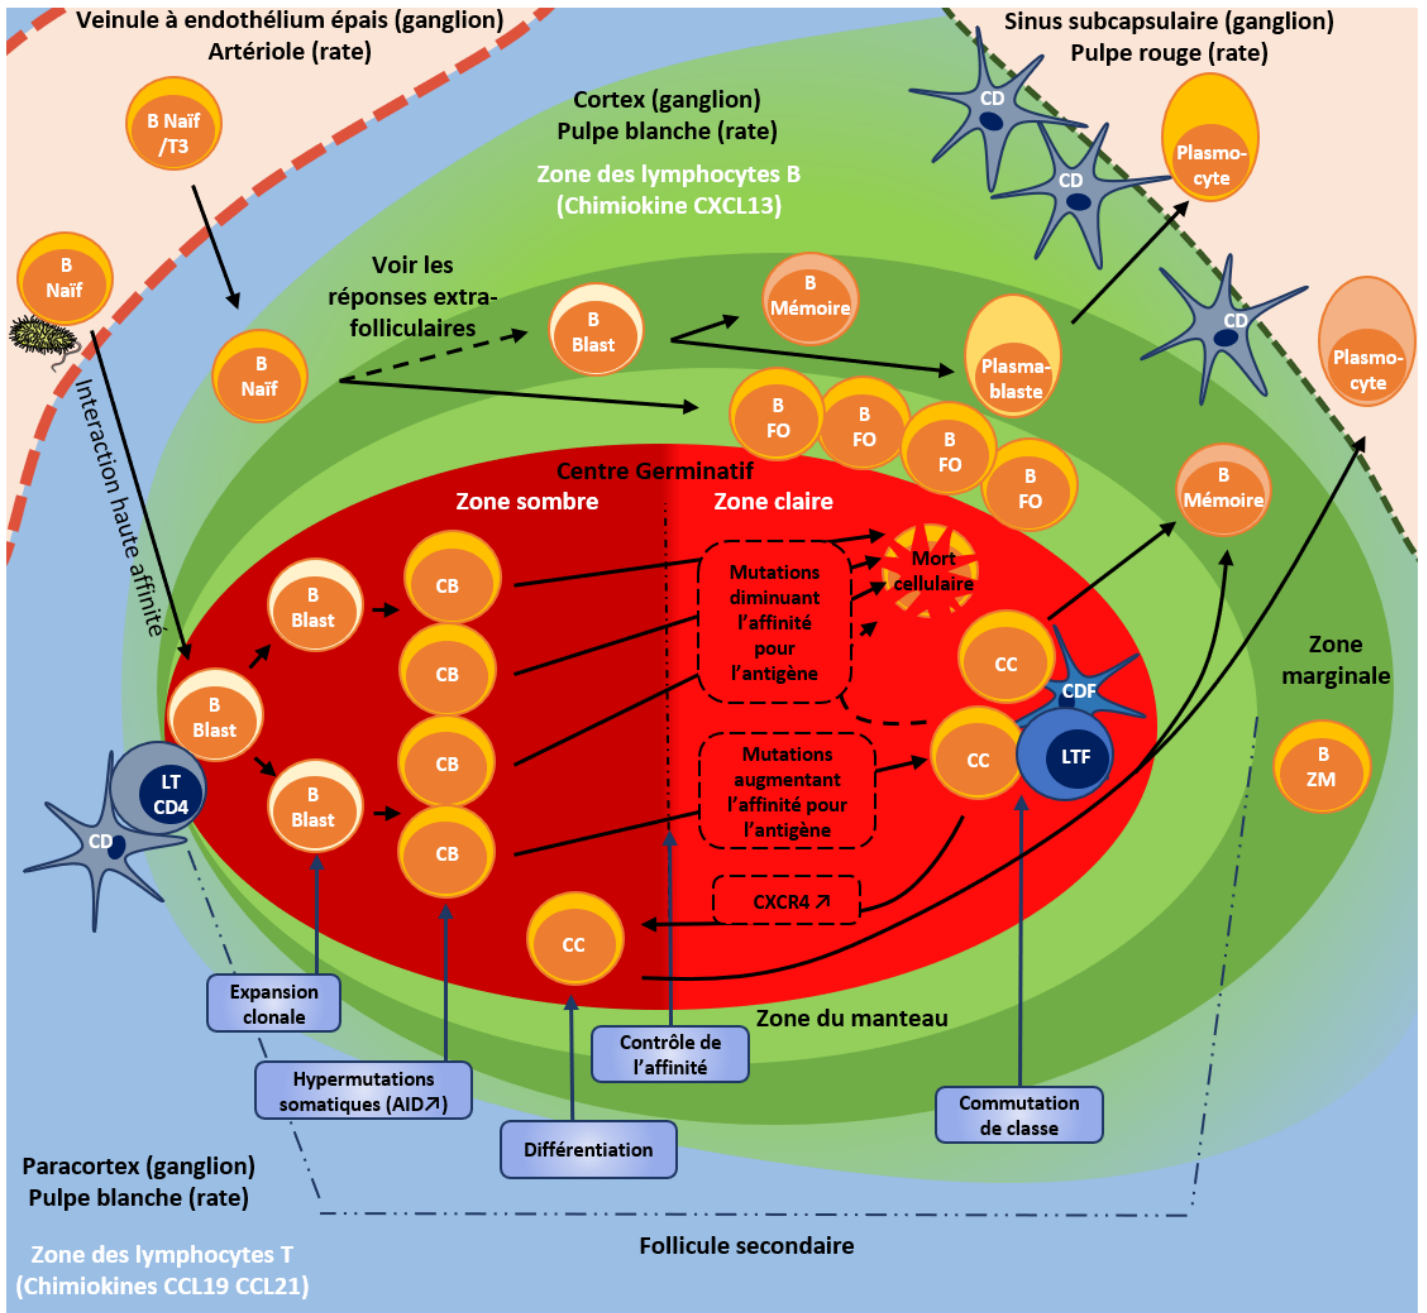 Veinule à endothélium épais (ganglion)
Artériole (rate)
Sinus subcapsulaire (ganglion)
Pulpe rouge (rate)
Cortex (ganglion)
Pulpe blanche (rate)
Zone des lymphocytes B
(Chimiokine CXCL13)
B Naïf
/T3
CD
CD
Plasmo-
cyte
B
Naïf
Voir les
réponses extra-
folliculaires
B
Mémoire
B
Blast
CD
Plasmo-
cyte
B
Naïf
Plasma-
blaste
B
FO
B
FO
B
FO
B
FO
Interaction haute affinité
Centre Germinatif
Zone sombre
Zone claire
B
Mémoire
B
Blast
CB
Mutations
diminuant
l’affinité
pour
l’antigène
Mort
cellulaire
CC
CB
Zone
marginale
CDF
B
Blast
CB
Mutations
augmentant
l’affinité pour
l’antigène
CC
LTF
B
ZM
LT
CD4
B
Blast
CD
CB
CXCR4 ↗
CC
Expansion
clonale
Zone du manteau
Contrôle de
l’affinité
Hypermutations
somatiques (AID↗)
Commutation
de classe
Différentiation
Paracortex (ganglion)
Pulpe blanche (rate)
Follicule secondaire
Zone des lymphocytes T
(Chimiokines CCL19 CCL21)